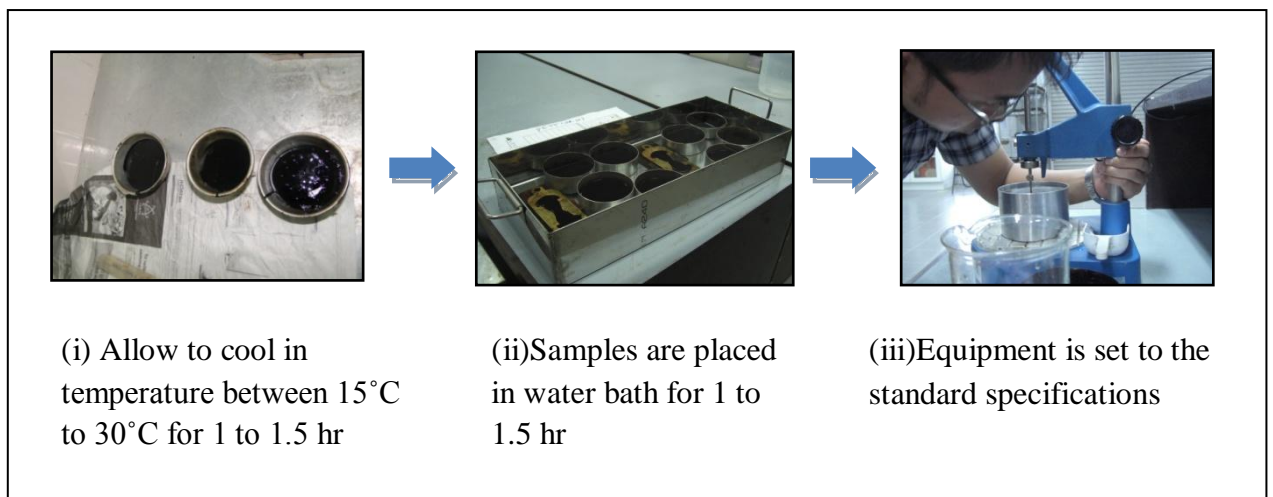 (i) Allow to cool in
temperature between 15˚C
to 30˚C for 1 to 1.5 hr
(ii)Samples are placed
in water bath for 1 to
1.5 hr
(iii)Equipment is set to the
standard specifications